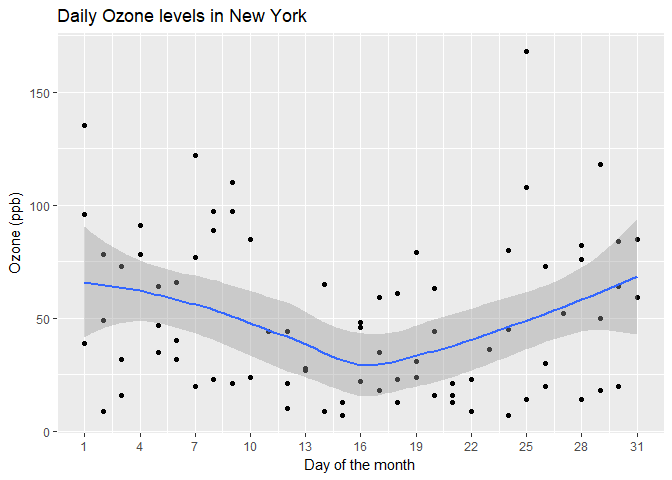 Daily Ozone levels in New York
150
100
50
0
Ozone (ppb)
1 4 7 10 13 16 19 22 25 28 31
Day of the month